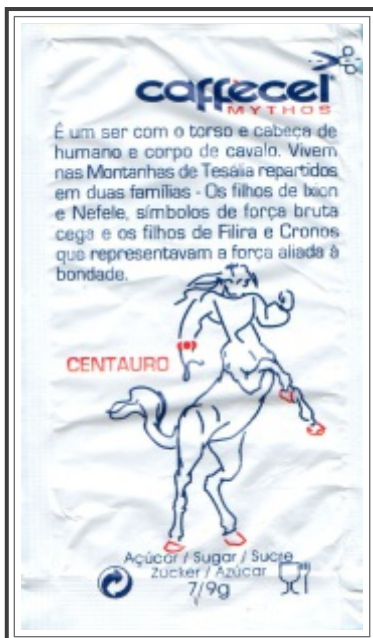 caffècel
MYTHOS
É um ser com o torso e cabeça de
humano e corpo de cavalo. Vivem
nas Montanhas de Tesália repartidos
em duas famílias - Os filhos de Ixion
e Nefele, símbolos de força bruta
cega e os filhos de Filira e Cronos
que representavam a força aliada à
bondade.
CENTAURO
Açúcar / Sugar / Sucre
Zucker / Azúcar
7/9g